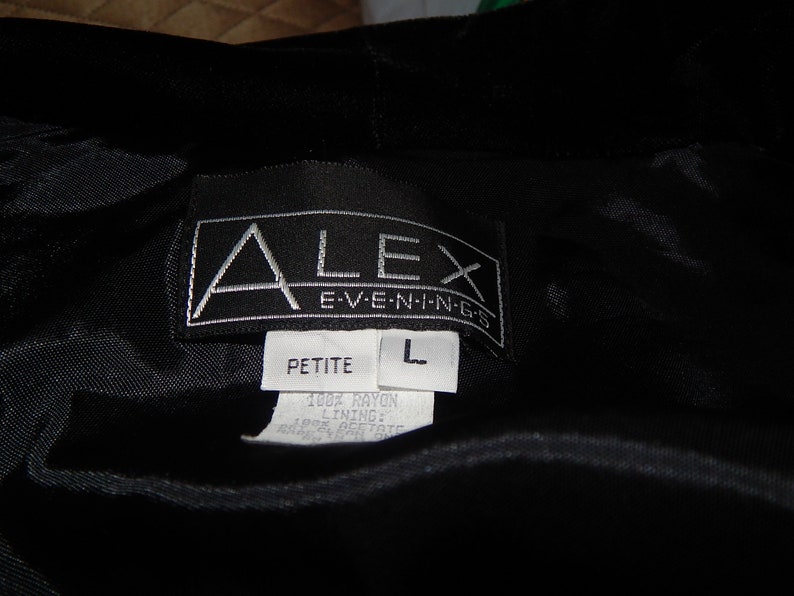 ALEX
E·V·E·N·I·N·G·S
PETITE
L
100% RAYON
LINING:
100% ACETATE